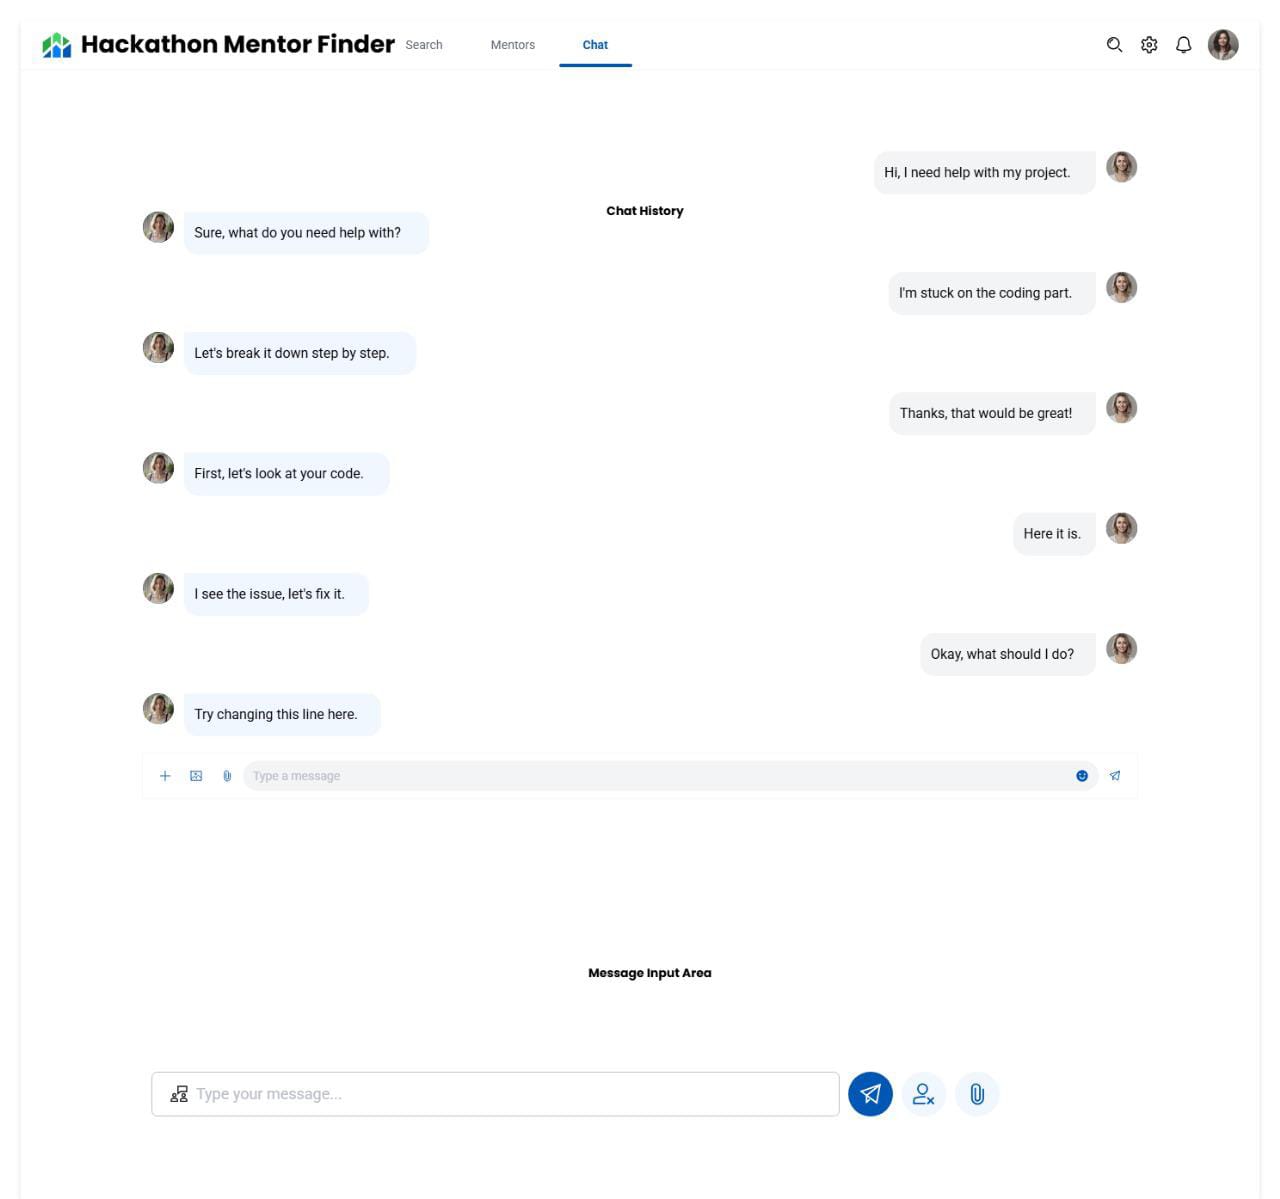 Hackathon Mentor Finder Search Mentors Chat
Hi, I need help with my project.
Chat History
Sure, what do you need help with?
I'm stuck on the coding part.
Let's break it down step by step.
Thanks, that would be great!
First, let's look at your code.
Here it is.
I see the issue, let's fix it.
Okay, what should I do?
Try changing this line here.
Type a message
Message Input Area
Type your message...